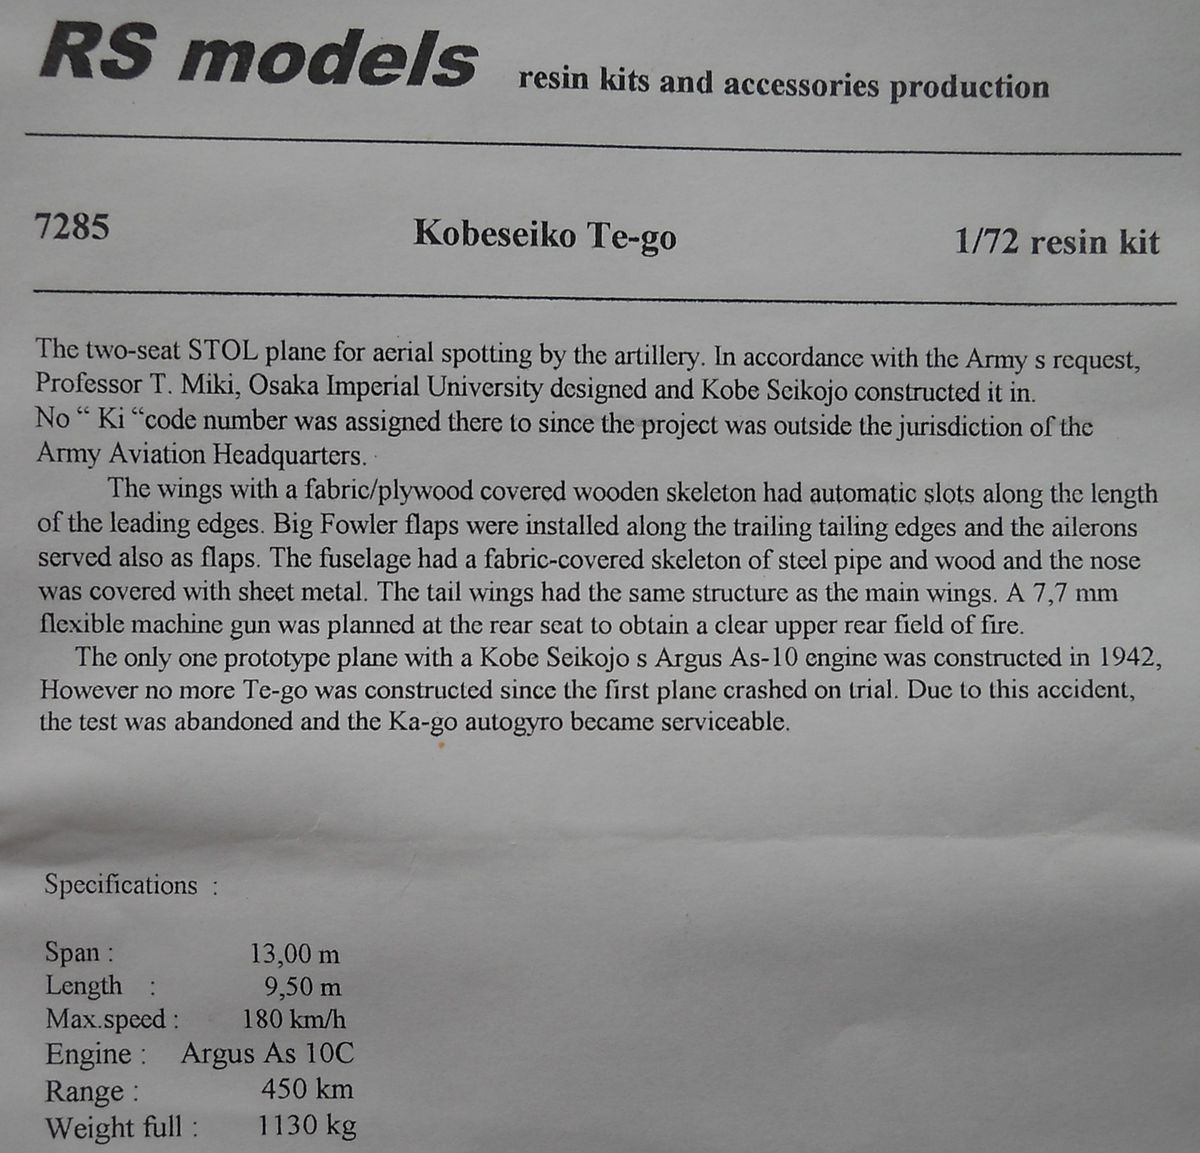 RS models resin kits and accessories production
7285 Kobeseiko Te-go 1/72 resin kit
The two-seat STOL plane for aerial spotting by the artillery. In accordance with the Army s request,
Professor T. Miki, Osaka Imperial University designed and Kobe Seikojo constructed it in.
No “ Ki “code number was assigned there to since the project was outside the jurisdiction of the
Army Aviation Headquarters.
The wings with a fabric/plywood covered wooden skeleton had automatic slots along the length
of the leading edges. Big Fowler flaps were installed along the trailing tailing edges and the ailerons
served also as flaps. The fuselage had a fabric-covered skeleton of steel pipe and wood and the nose
was covered with sheet metal. The tail wings had the same structure as the main wings. A 7,7 mm
flexible machine gun was planned at the rear seat to obtain a clear upper rear field of fire.
The only one prototype plane with a Kobe Seikojo s Argus As-10 engine was constructed in 1942,
However no more Te-go was constructed since the first plane crashed on trial. Due to this accident,
the test was abandoned and the Ka-go autogyro became serviceable.
Specifications :
Span : 13,00 m
Length : 9,50 m
Max.speed : 180 km/h
Engine : Argus As 10C
Range : 450 km
Weight full : 1130 kg